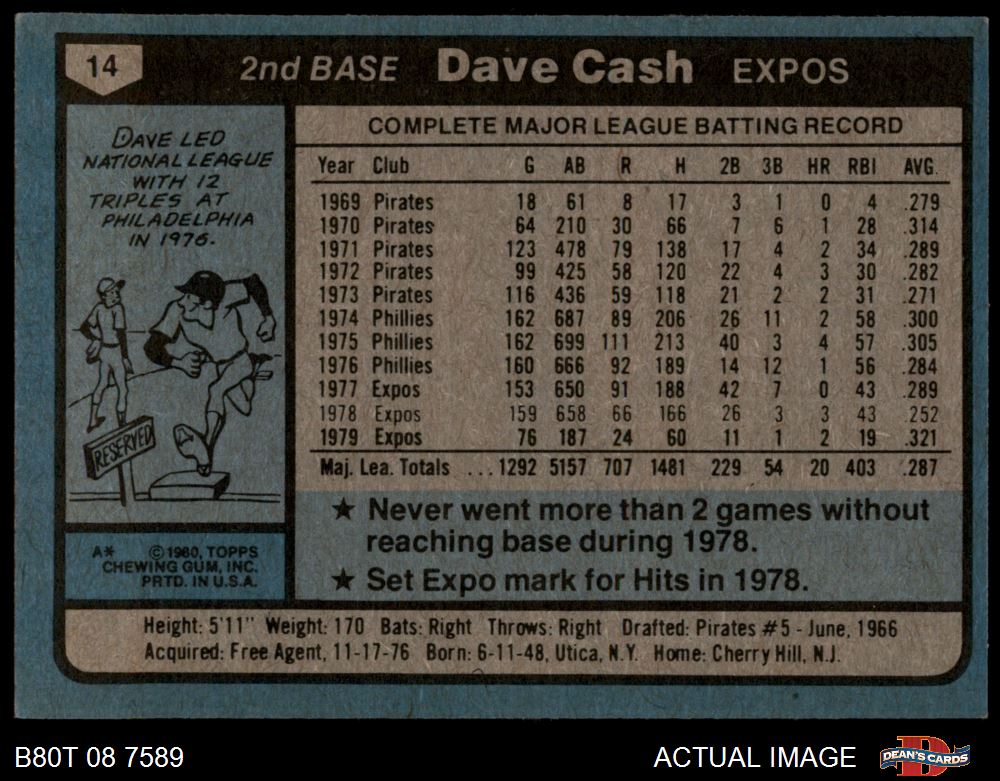 14 2nd BASE Dave Cash EXPOS
DAVE LED
NATIONAL LEAGUE
WITH 12
TRIPLES AT
PHILADELPHIA
IN 1976.
RESERVED
A* © 1980, TOPPS
CHEWING GUM, INC.
PRTD. IN U.S.A.
COMPLETE MAJOR LEAGUE BATTING RECORD
Year Club G AB R H 2B 3B HR RBI AVG.
1969 Pirates 18 61 8 17 3 1 0 4 .279
1970 Pirates 64 210 30 66 7 6 1 28 .314
1971 Pirates 123 478 79 138 17 4 2 34 .289
1972 Pirates 99 425 58 120 22 4 3 30 .282
1973 Pirates 116 436 59 118 21 2 2 31 .271
1974 Phillies 162 687 89 206 26 11 2 58 .300
1975 Phillies 162 699 111 213 40 3 4 57 .305
1976 Phillies 160 666 92 189 14 12 1 56 .284
1977 Expos 153 650 91 188 42 7 0 43 .289
1978 Expos 159 658 66 166 26 3 3 43 .252
1979 Expos 76 187 24 60 11 1 2 19 .321
Maj. Lea. Totals ... 1292 5157 707 1481 229 54 20 403 .287
★ Never went more than 2 games without
reaching base during 1978.
★ Set Expo mark for Hits in 1978.
Height: 5'11" Weight: 170 Bats: Right Throws: Right Drafted: Pirates #5 - June, 1966
Acquired: Free Agent, 11-17-76 Born: 6-11-48, Utica, N.Y. Home: Cherry Hill, N.J.
B80T 08 7589 ACTUAL IMAGE DEAN'S CARDS